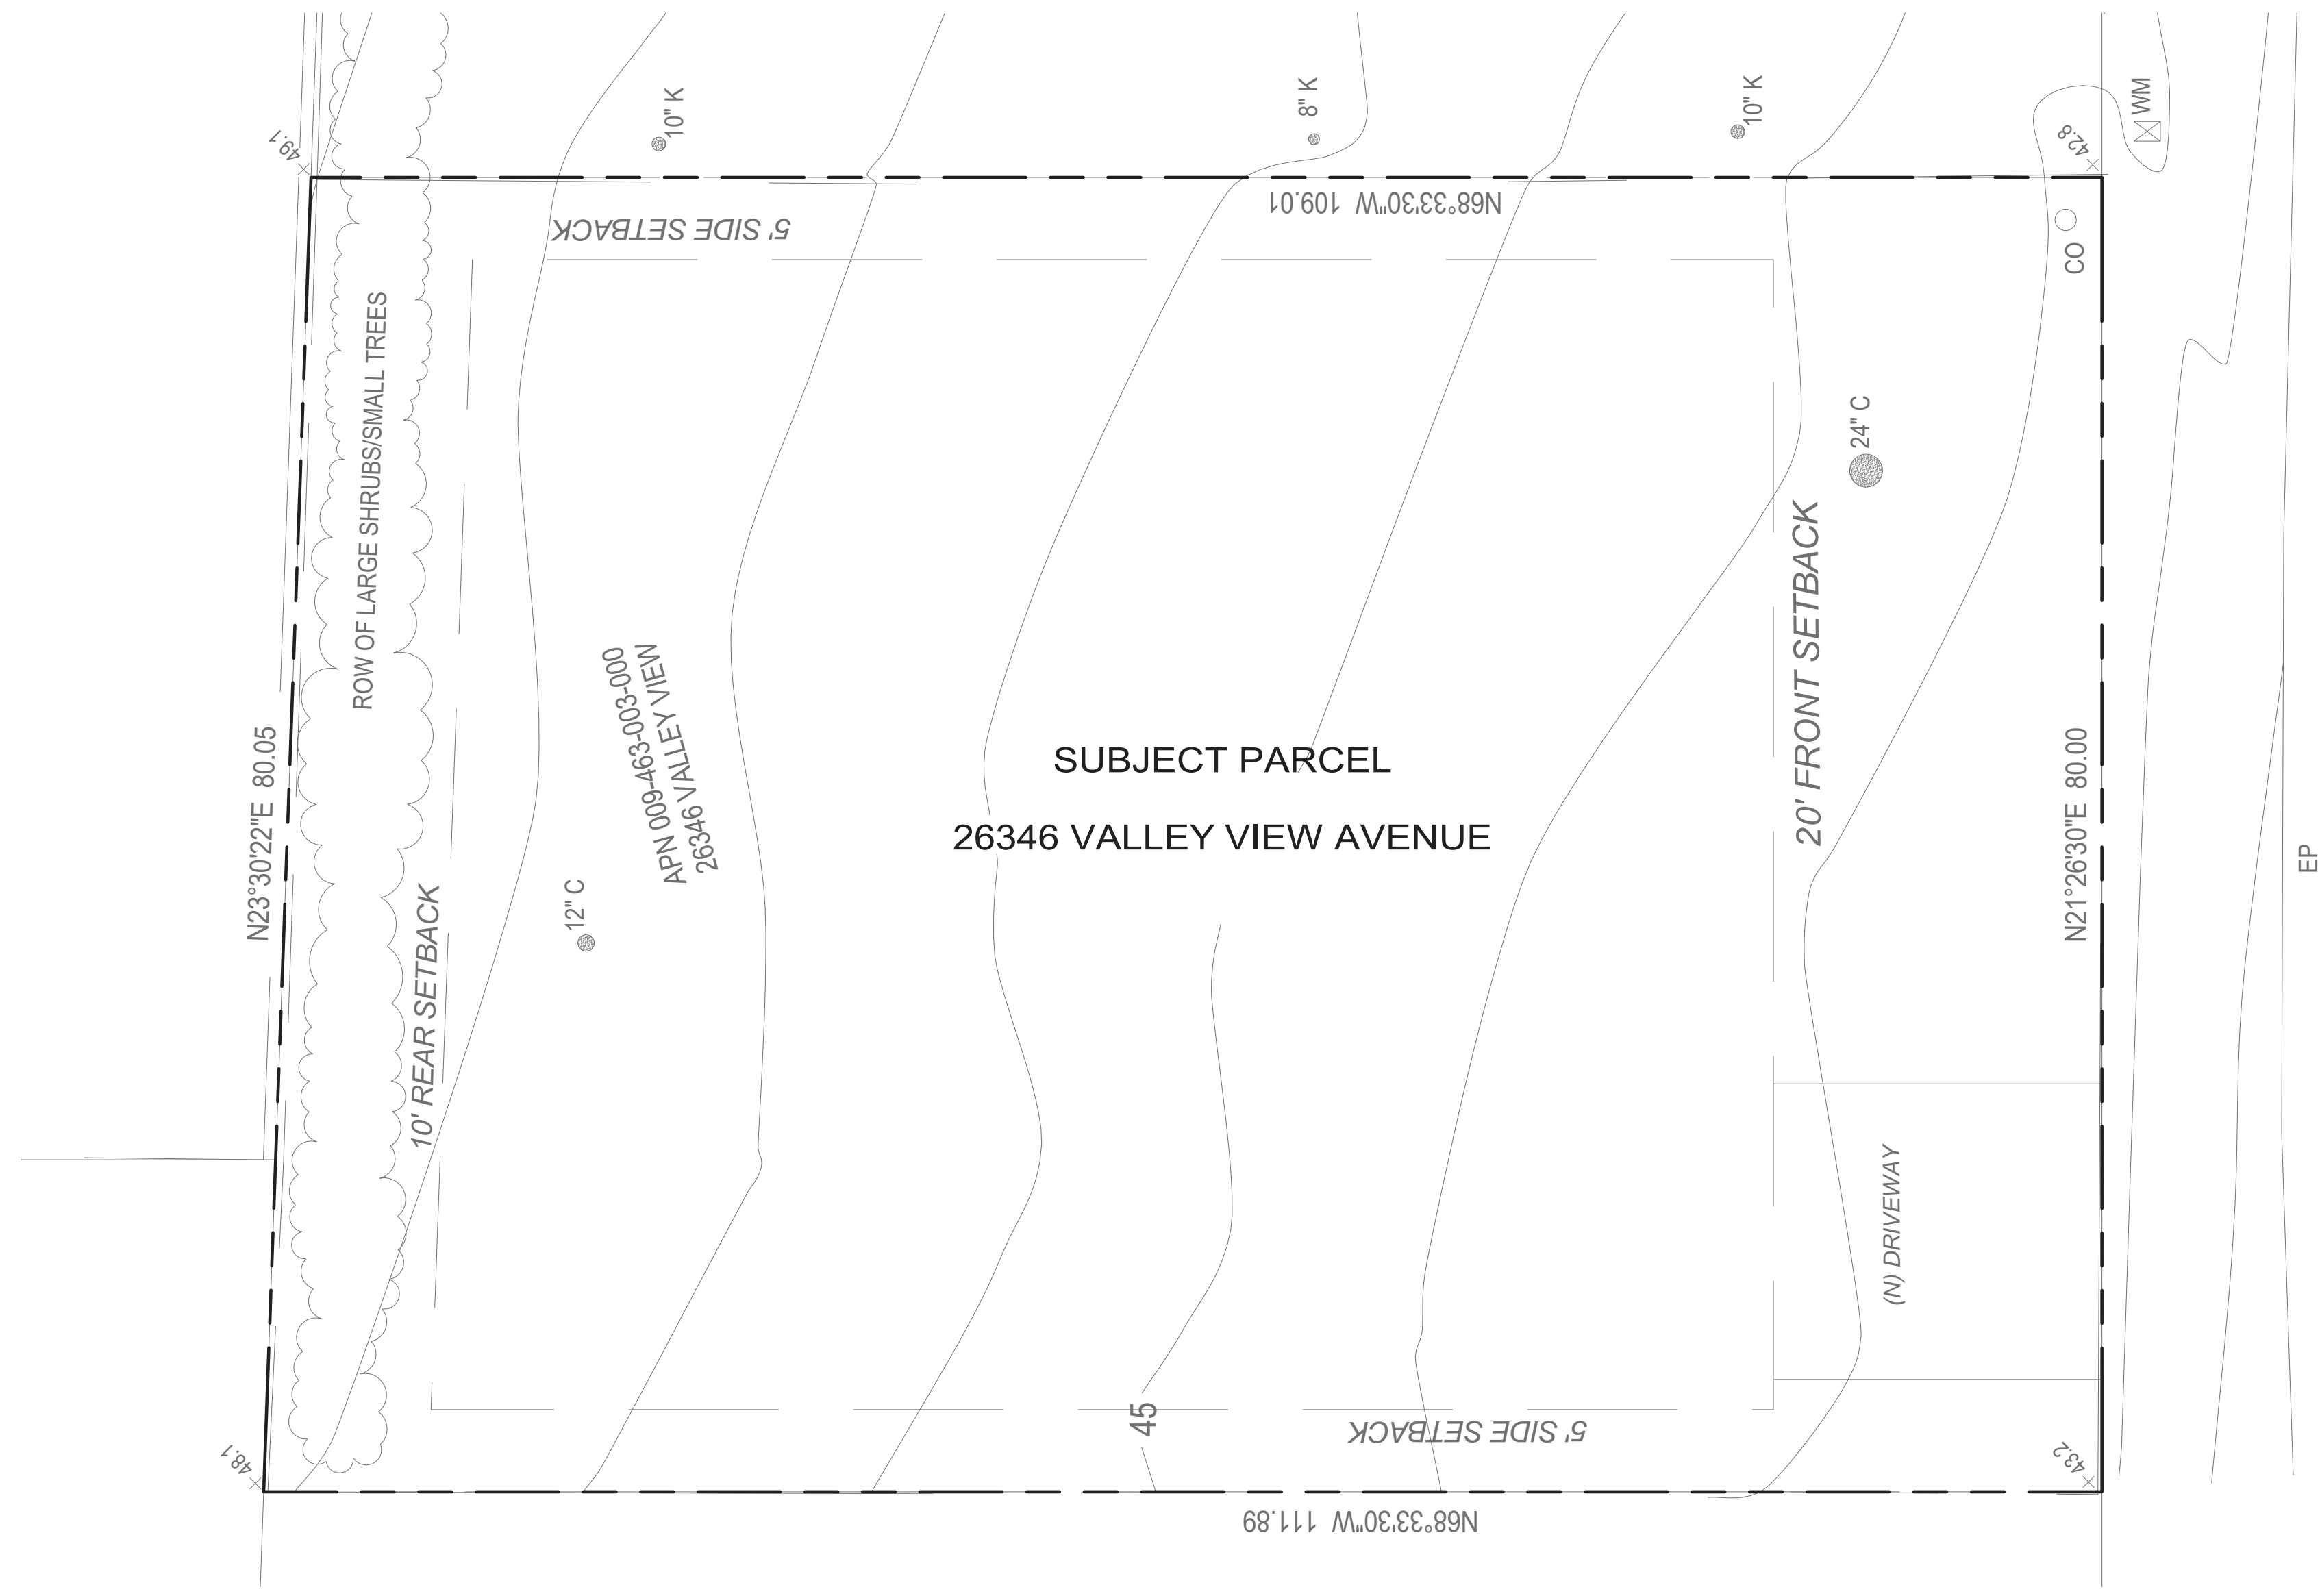 WM
10" K
8" K
10" K
49.1
42.8
N68°33'30"W 109.01
5' SIDE SETBACK
CO
ROW OF LARGE SHRUBS/SMALL TREES
24" C
20' FRONT SETBACK
APN 009-463-003-000
26346 VALLEY VIEW
SUBJECT PARCEL
26346 VALLEY VIEW AVENUE
N23°30'22"E 80.05
N21°26'30"E 80.00
EP
12" C
10' REAR SETBACK
(N) DRIVEWAY
45
5' SIDE SETBACK
48.1
43.2
N68°33'30"W 111.89